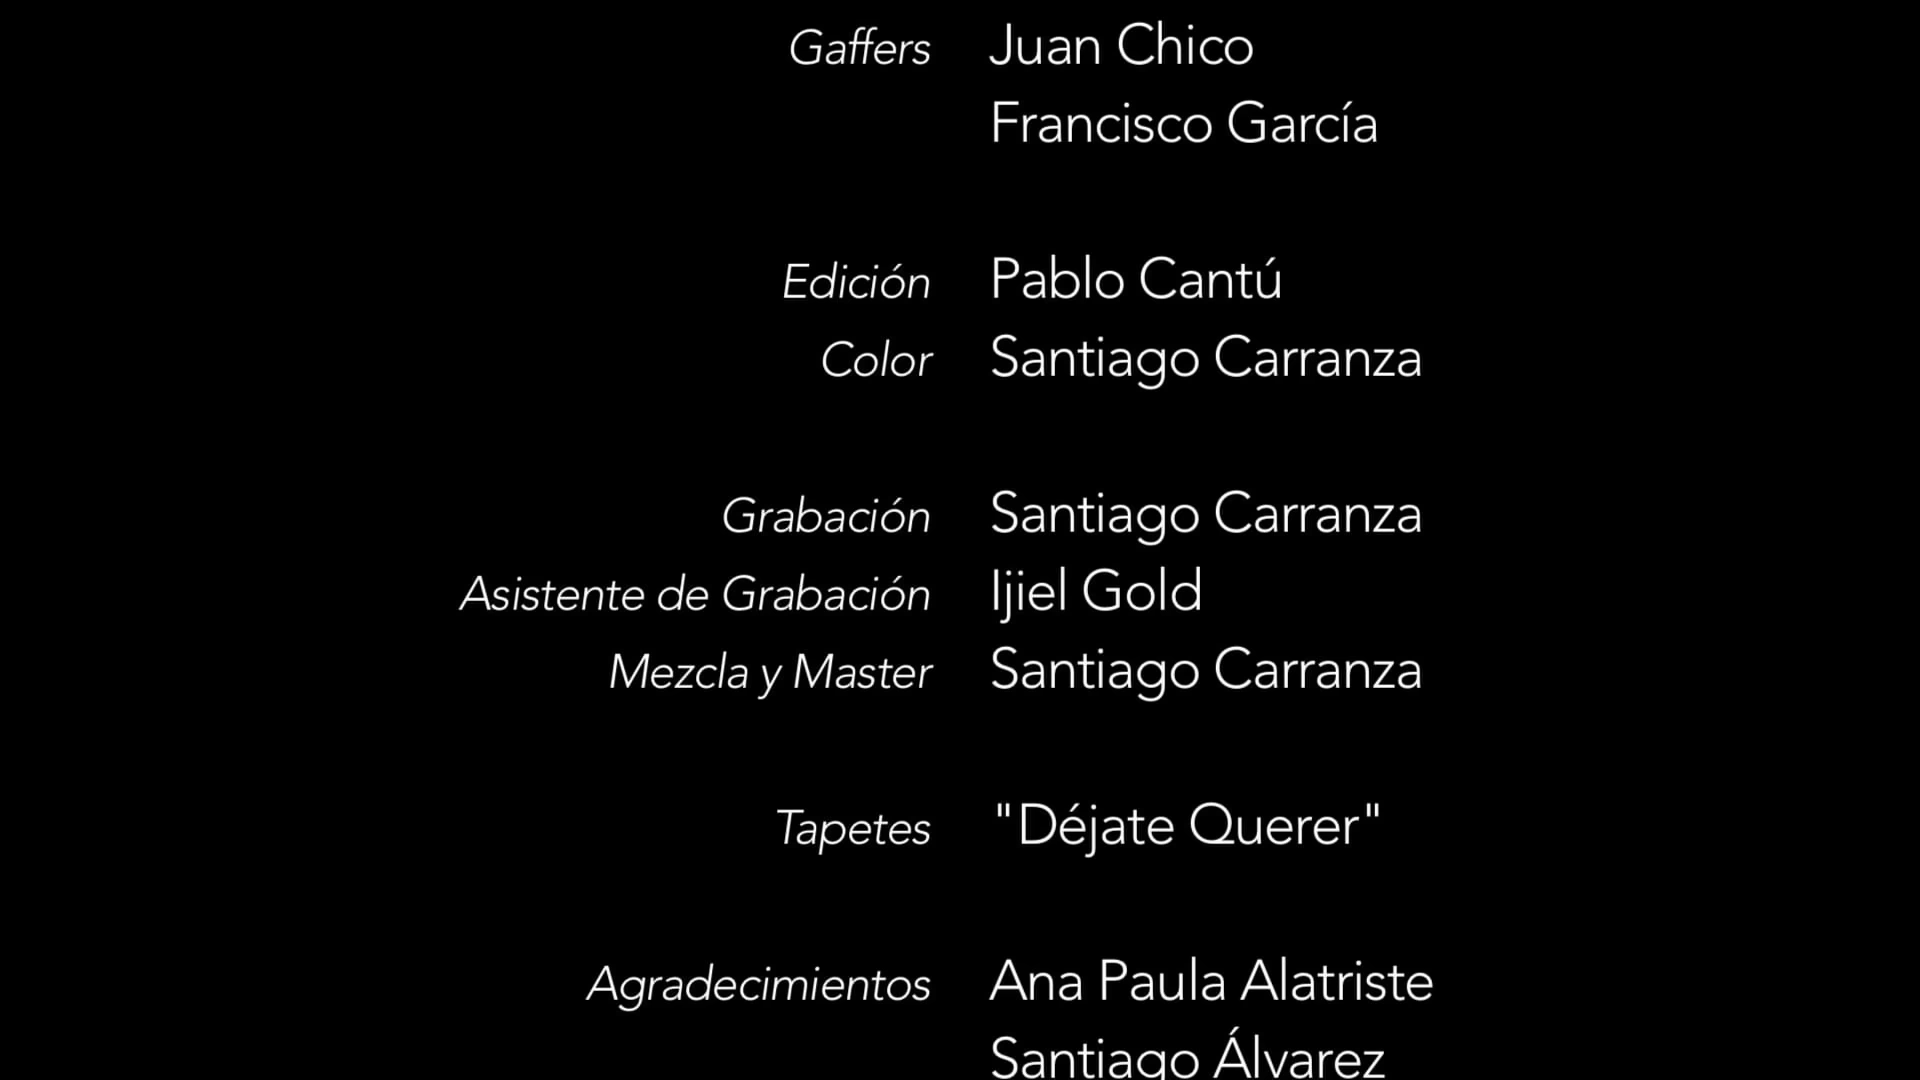 Gaffers Juan Chico
Francisco García
Edición Pablo Cantú
Color Santiago Carranza
Grabación Santiago Carranza
Asistente de Grabación Ijiel Gold
Mezcla y Master Santiago Carranza
Tapetes "Déjate Querer"
Agradecimientos Ana Paula Alatriste
Santiago Álvarez